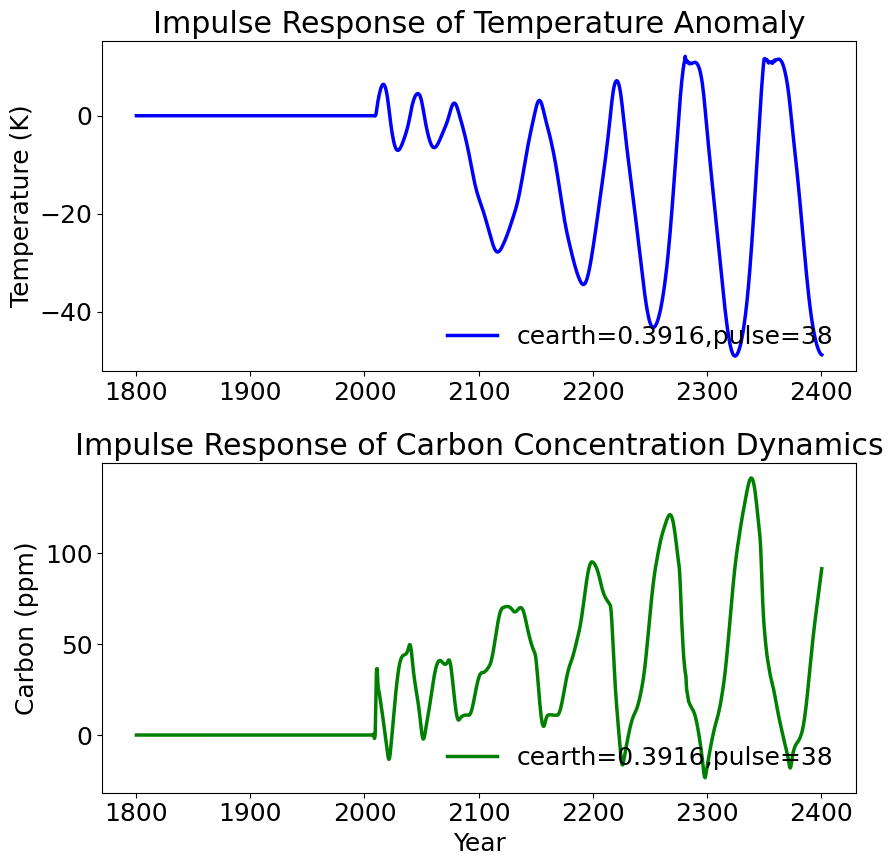 Impulse Response of Temperature Anomaly
Temperature (K)
0
−20
−40
cearth=0.3916,pulse=38
1800 1900 2000 2100 2200 2300 2400
Impulse Response of Carbon Concentration Dynamics
Carbon (ppm)
100
50
0
cearth=0.3916,pulse=38
1800 1900 2000 2100 2200 2300 2400
Year